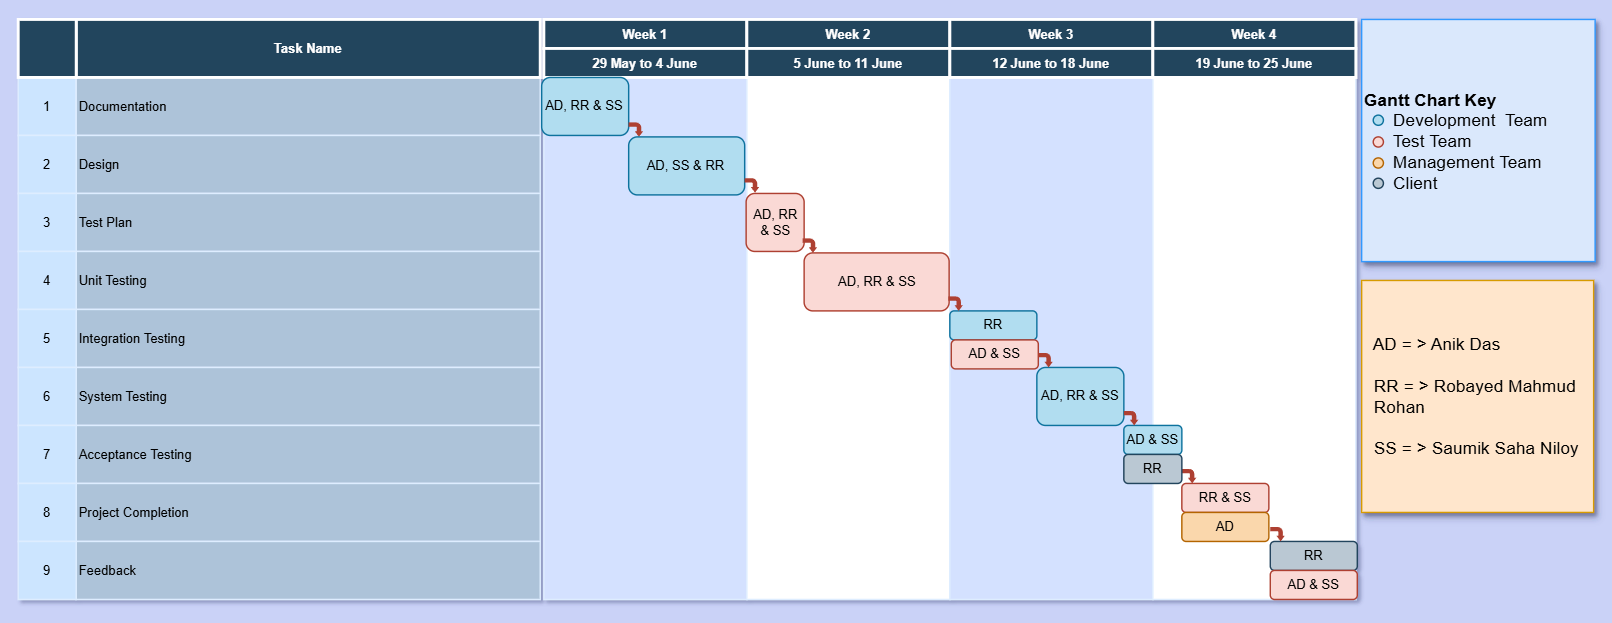 Task Name
Week 1
Week 2
Week 3
Week 4
29 May to 4 June
5 June to 11 June
12 June to 18 June
19 June to 25 June
1
Documentation
AD, RR & SS
2
Design
AD, SS & RR
3
Test Plan
AD, RR
& SS
4
Unit Testing
AD, RR & SS
5
Integration Testing
RR
AD & SS
6
System Testing
AD, RR & SS
7
Acceptance Testing
AD & SS
RR
8
Project Completion
RR & SS
AD
9
Feedback
RR
AD & SS
Gantt Chart Key
Development  Team
Test Team
Management Team
Client
AD = > Anik Das
RR = > Robayed Mahmud
Rohan
SS = > Saumik Saha Niloy